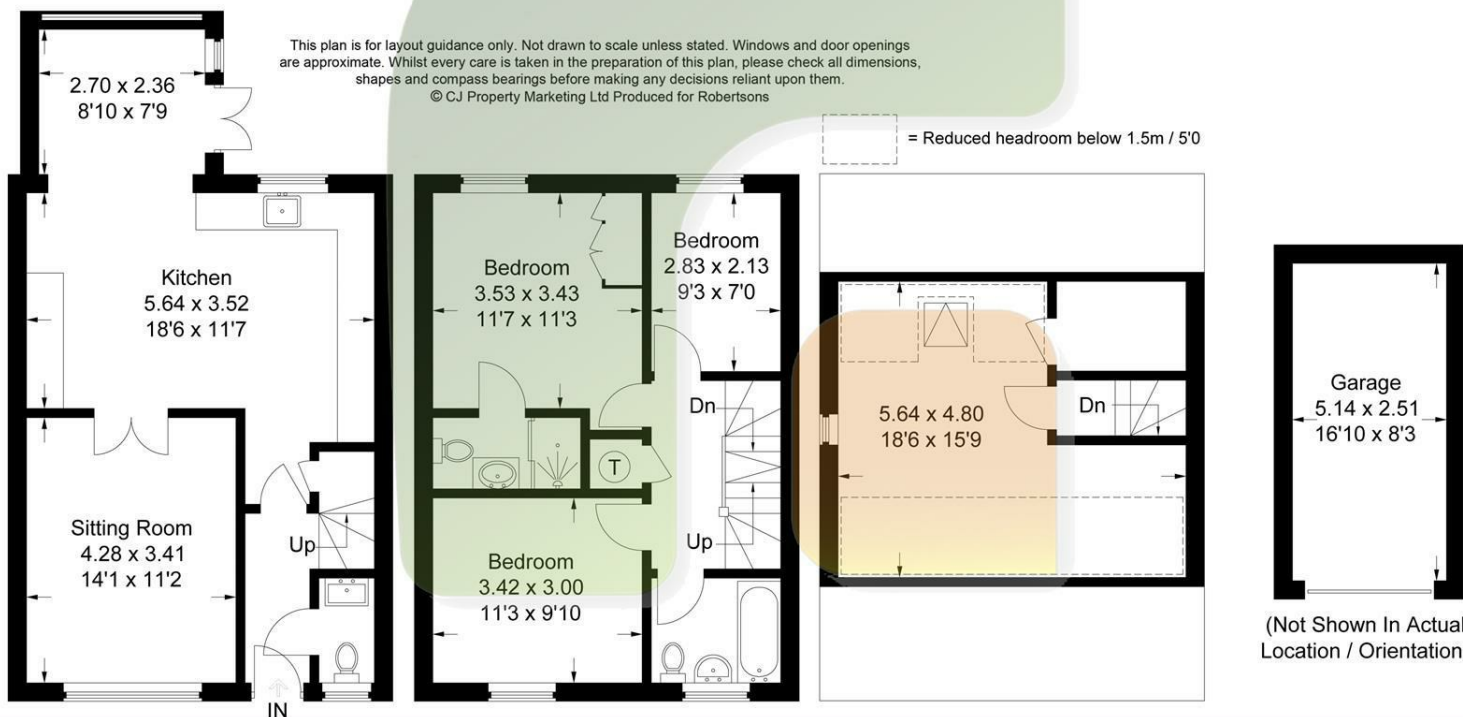 This plan is for layout guidance only. Not drawn to scale unless stated. Windows and door openings
are approximate. Whilst every care is taken in the preparation of this plan, please check all dimensions,
shapes and compass bearings before making any decisions reliant upon them.
© CJ Property Marketing Ltd Produced for Robertsons
= Reduced headroom below 1.5m / 5'0
2.70 x 2.36
8'10 x 7'9
Kitchen
5.64 x 3.52
18'6 x 11'7
Sitting Room
4.28 x 3.41
14'1 x 11'2
Up
IN
Bedroom
3.53 x 3.43
11'7 x 11'3
Bedroom
2.83 x 2.13
9'3 x 7'0
Dn
T
Up
Bedroom
3.42 x 3.00
11'3 x 9'10
5.64 x 4.80
18'6 x 15'9
Dn
Garage
5.14 x 2.51
16'10 x 8'3
(Not Shown In Actual
Location / Orientation